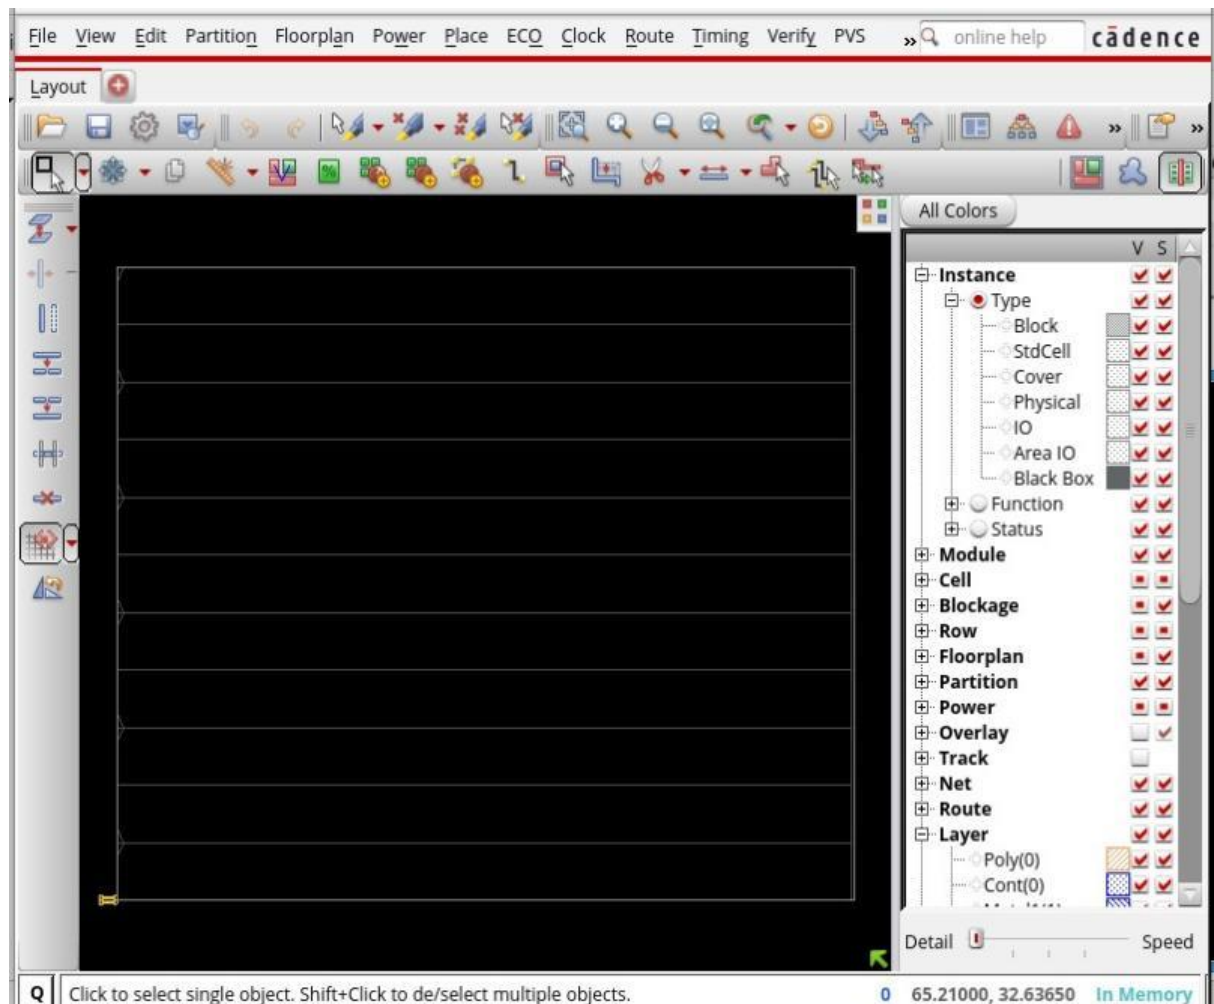 File View Edit Partition Floorplan Power Place ECO Clock Route Timing Verify PVS » online help cādence
Layout
» »
All Colors
V S
Instance
Type
Block
StdCell
Cover
Physical
IO
Area IO
Black Box
Function
Status
Module
Cell
Blockage
Row
Floorplan
Partition
Power
Overlay
Track
Net
Route
Layer
Poly(0)
Cont(0)
Detail Speed
Q Click to select single object. Shift+Click to de/select multiple objects. 0 65.21000, 32.63650 In Memory